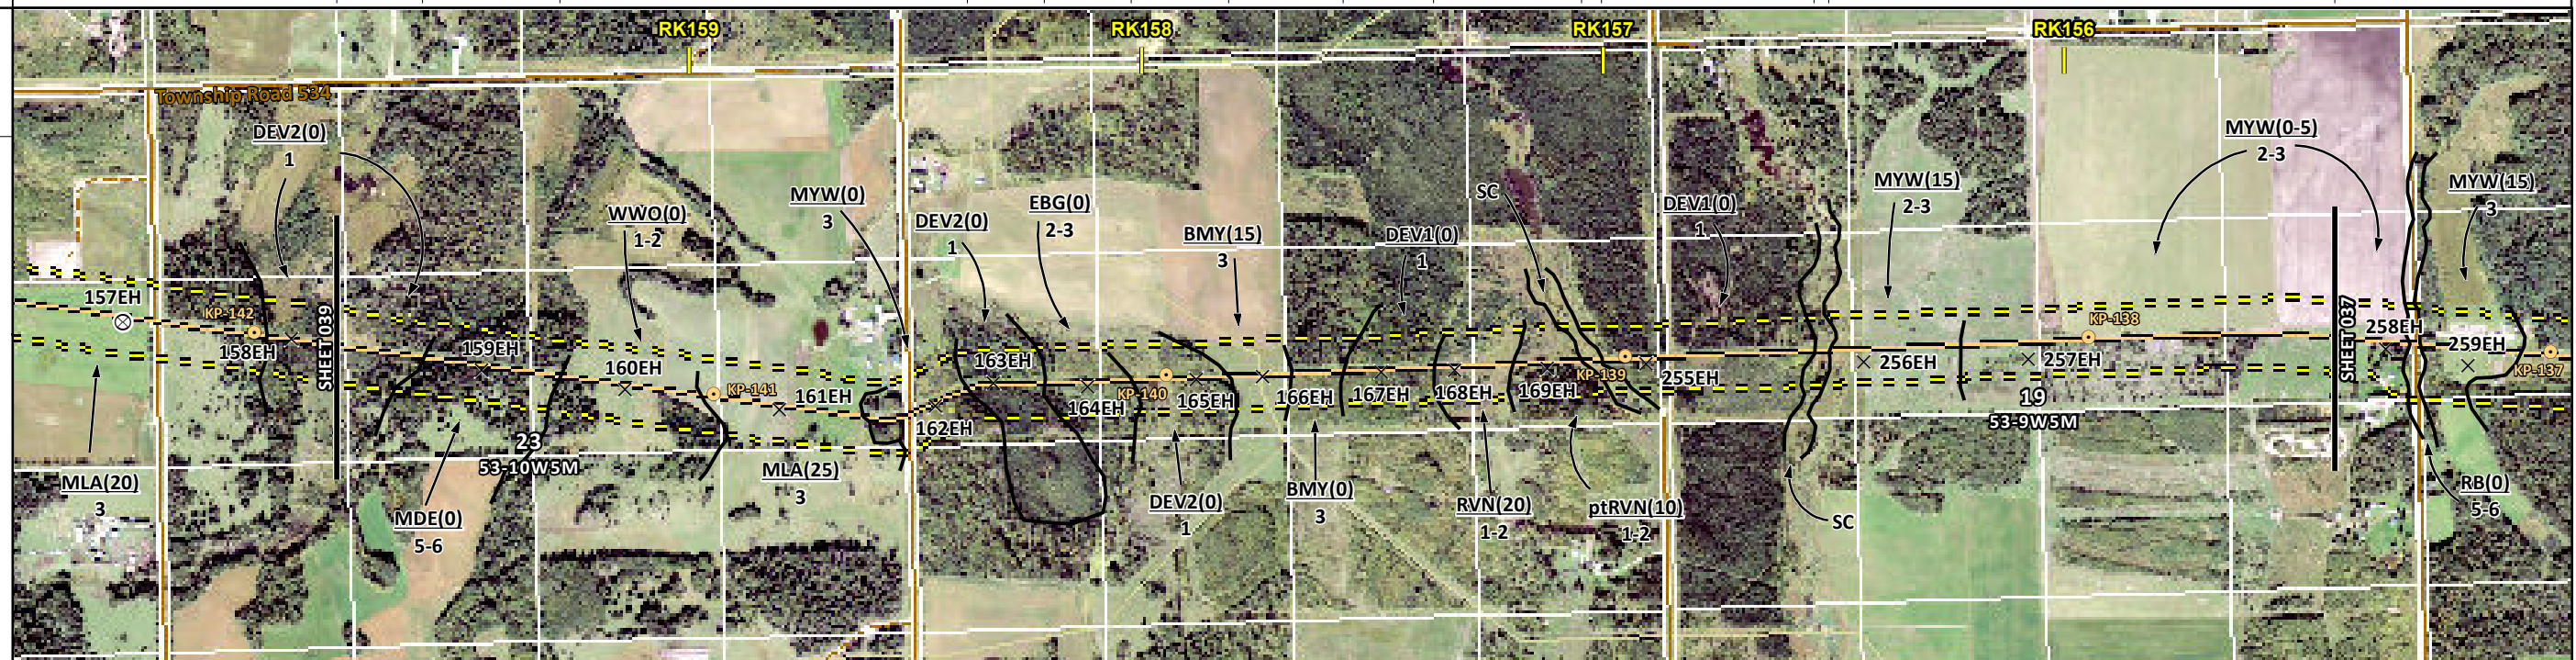 RK159
RK158
RK157
RK156
Township Road 534
DEV2(0)
1
WWO(0)
1-2
MYW(0)
3
DEV2(0)
1
EBG(0)
2-3
BMY(15)
3
DEV1(0)
1
SC
DEV1(0)
1
MYW(15)
2-3
MYW(0-5)
2-3
MYW(15)
3
157EH
KP-142
158EH
SHEET 039
159EH
160EH
KP-141
161EH
162EH
163EH
164EH
KP-140
165EH
166EH
167EH
168EH
169EH
KP-139
255EH
256EH
257EH
KP-138
SHEET 037
258EH
259EH
KP-137
19
53-9W5M
23
53-10W5M
MLA(20)
3
MDE(0)
5-6
MLA(25)
3
DEV2(0)
1
BMY(0)
3
RVN(20)
1-2
ptRVN(10)
1-2
SC
RB(0)
5-6